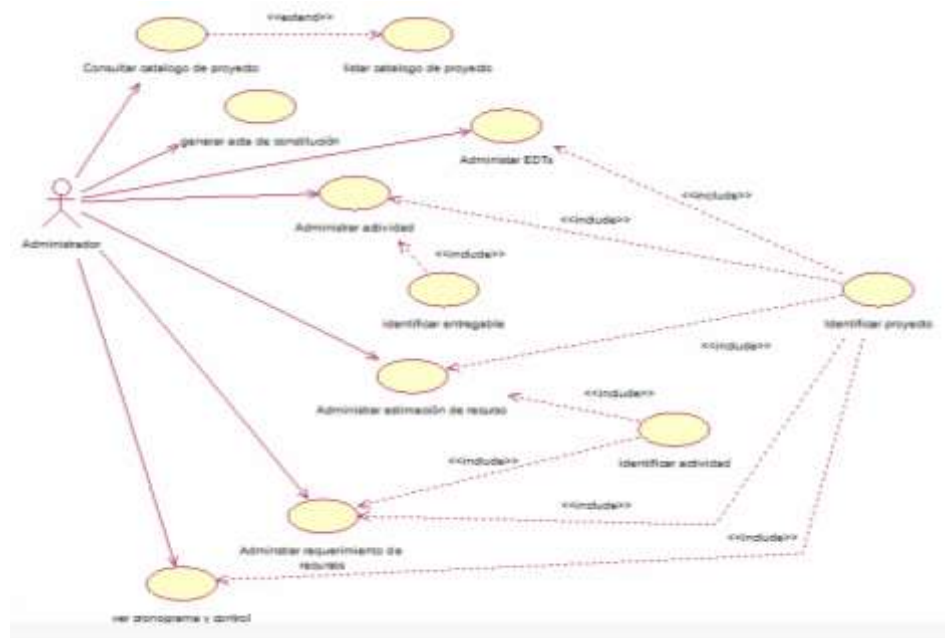 <<extend>>
Consultar catalogo de proyecto
listar catalogo de proyecto
generar acta de constitución
Administar EDTs
<<include>>
<<include>>
Administrar actividad
Administrador
<<include>>
Identificar entregable
Identificar proyecto
<<include>>
Administrar estimación de recurso
<<include>>
<<include>>
Identificar actividad
<<include>>
<<include>>
Administar requerimiento de
recursos
ver cronograma y control